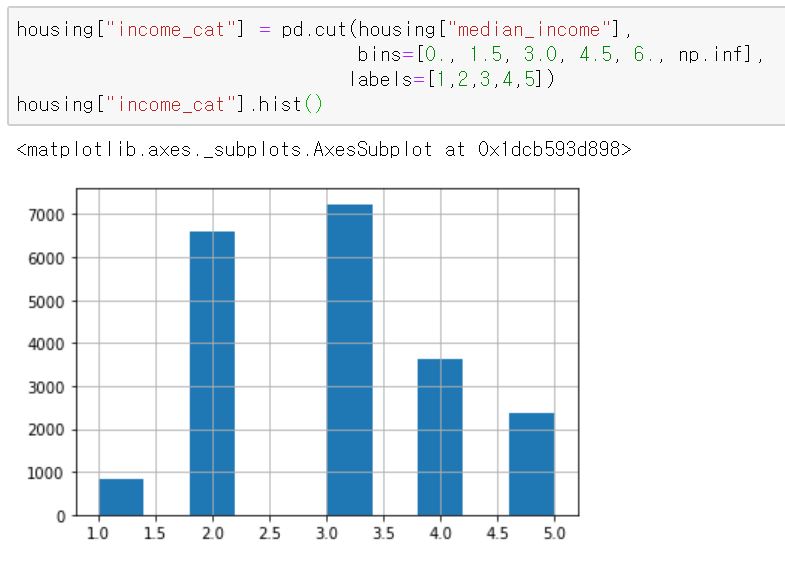 housing["income_cat"] = pd.cut(housing["median_income"],
bins=[0., 1.5, 3.0, 4.5, 6., np.inf],
labels=[1,2,3,4,5])
housing["income_cat"].hist()
<matplotlib.axes._subplots.AxesSubplot at 0x1dcb593d898>
7000
6000
5000
4000
3000
2000
1000
0
1.0 1.5 2.0 2.5 3.0 3.5 4.0 4.5 5.0